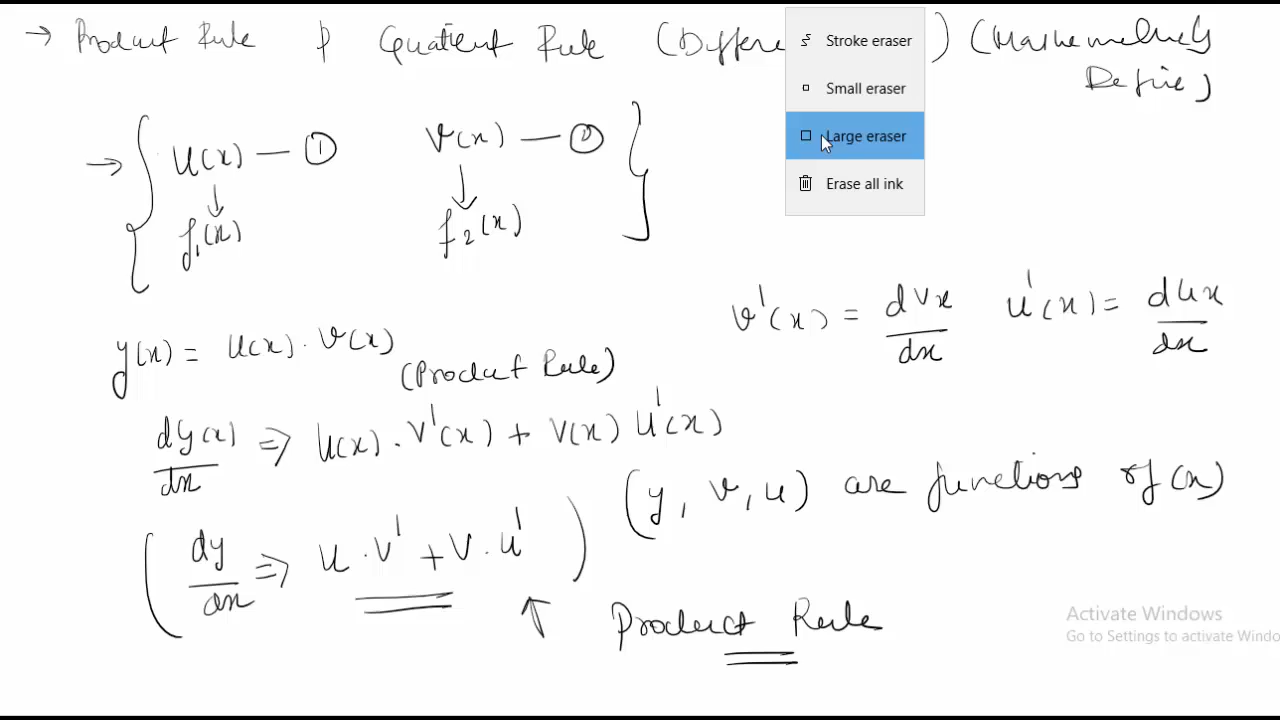 → Product Rule & Quatient Rule (Differe ) (Mathematically
Define)
Stroke eraser
Small eraser
Large eraser
Erase all ink
→ { u(x) — ① v(x) — ② }
↓ ↓
f₁(x) f₂(x)
v'(x) = dvx/dx u'(x) = dux/dx
y(x) = u(x) . v(x)
(Product Rule)
dy(x)/dx => u(x) . v'(x) + v(x) u'(x)
(y, v, u) are functions of (x)
( dy/dx => u . v' + v . u' )
↑ Product Rule
Activate Windows
Go to Settings to activate Windo